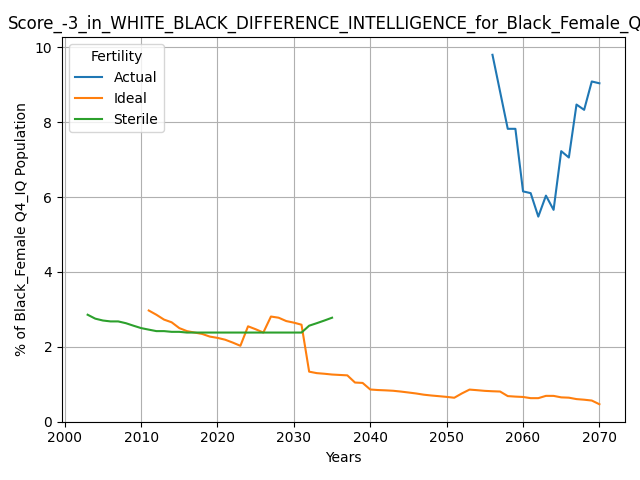 Score_-3_in_WHITE_BLACK_DIFFERENCE_INTELLIGENCE_for_Black_Female_Q
Fertility
Actual
Ideal
Sterile
% of Black_Female Q4_IQ Population
10
8
6
4
2
0
2000 2010 2020 2030 2040 2050 2060 2070
Years